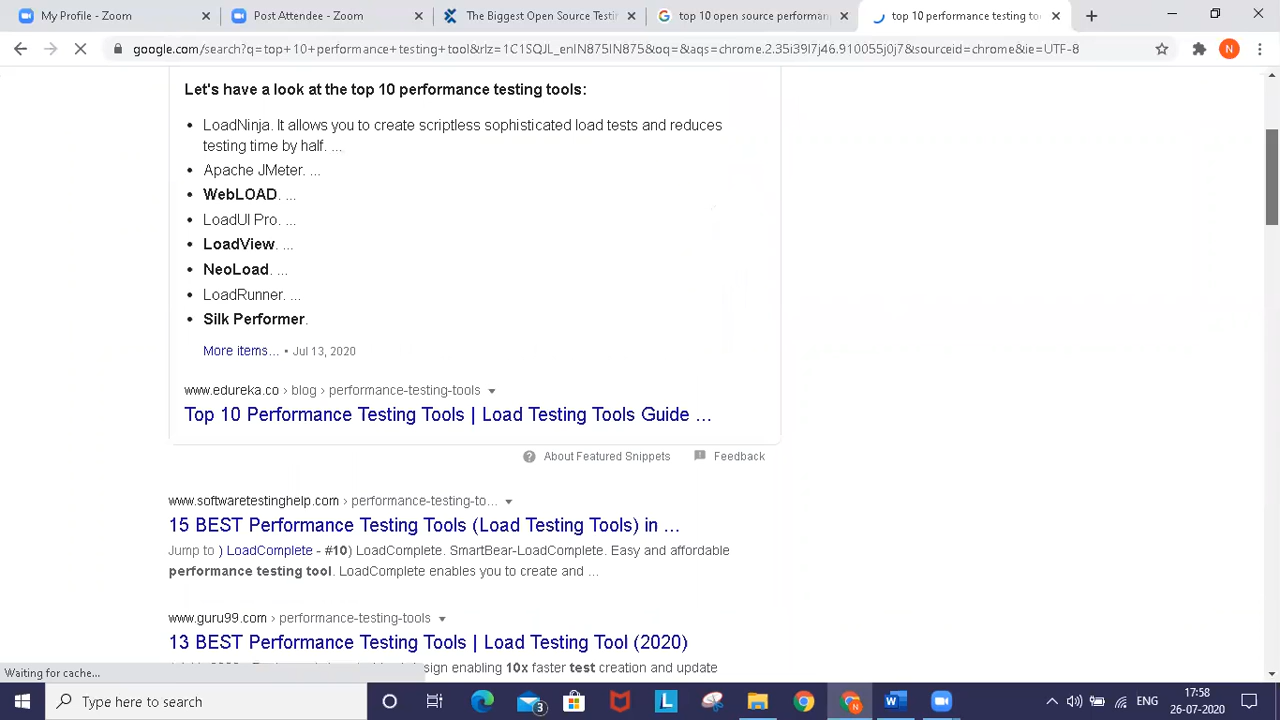 My Profile - Zoom
Post Attendee - Zoom
The Biggest Open Source Testin
top 10 open source performan
top 10 performance testing to
google.com/search?q=top+10+performance+testing+tool&rlz=1C1SQJL_enIN875IN875&oq=&aqs=chrome.2.35i39l7j46.910055j0j7&sourceid=chrome&ie=UTF-8
N
Let's have a look at the top 10 performance testing tools:
• LoadNinja. It allows you to create scriptless sophisticated load tests and reduces
testing time by half. ...
• Apache JMeter. ...
• WebLOAD. ...
• LoadUI Pro. ...
• LoadView. ...
• NeoLoad. ...
• LoadRunner. ...
• Silk Performer.
More items... • Jul 13, 2020
www.edureka.co › blog › performance-testing-tools
Top 10 Performance Testing Tools | Load Testing Tools Guide ...
About Featured Snippets
Feedback
www.softwaretestinghelp.com › performance-testing-to...
15 BEST Performance Testing Tools (Load Testing Tools) in ...
Jump to ) LoadComplete - #10) LoadComplete. SmartBear-LoadComplete. Easy and affordable
performance testing tool. LoadComplete enables you to create and ...
www.guru99.com › performance-testing-tools
13 BEST Performance Testing Tools | Load Testing Tool (2020)
sign enabling 10x faster test creation and update
Waiting for cache...
Type here to search
3
L
N
ENG
17:58
26-07-2020